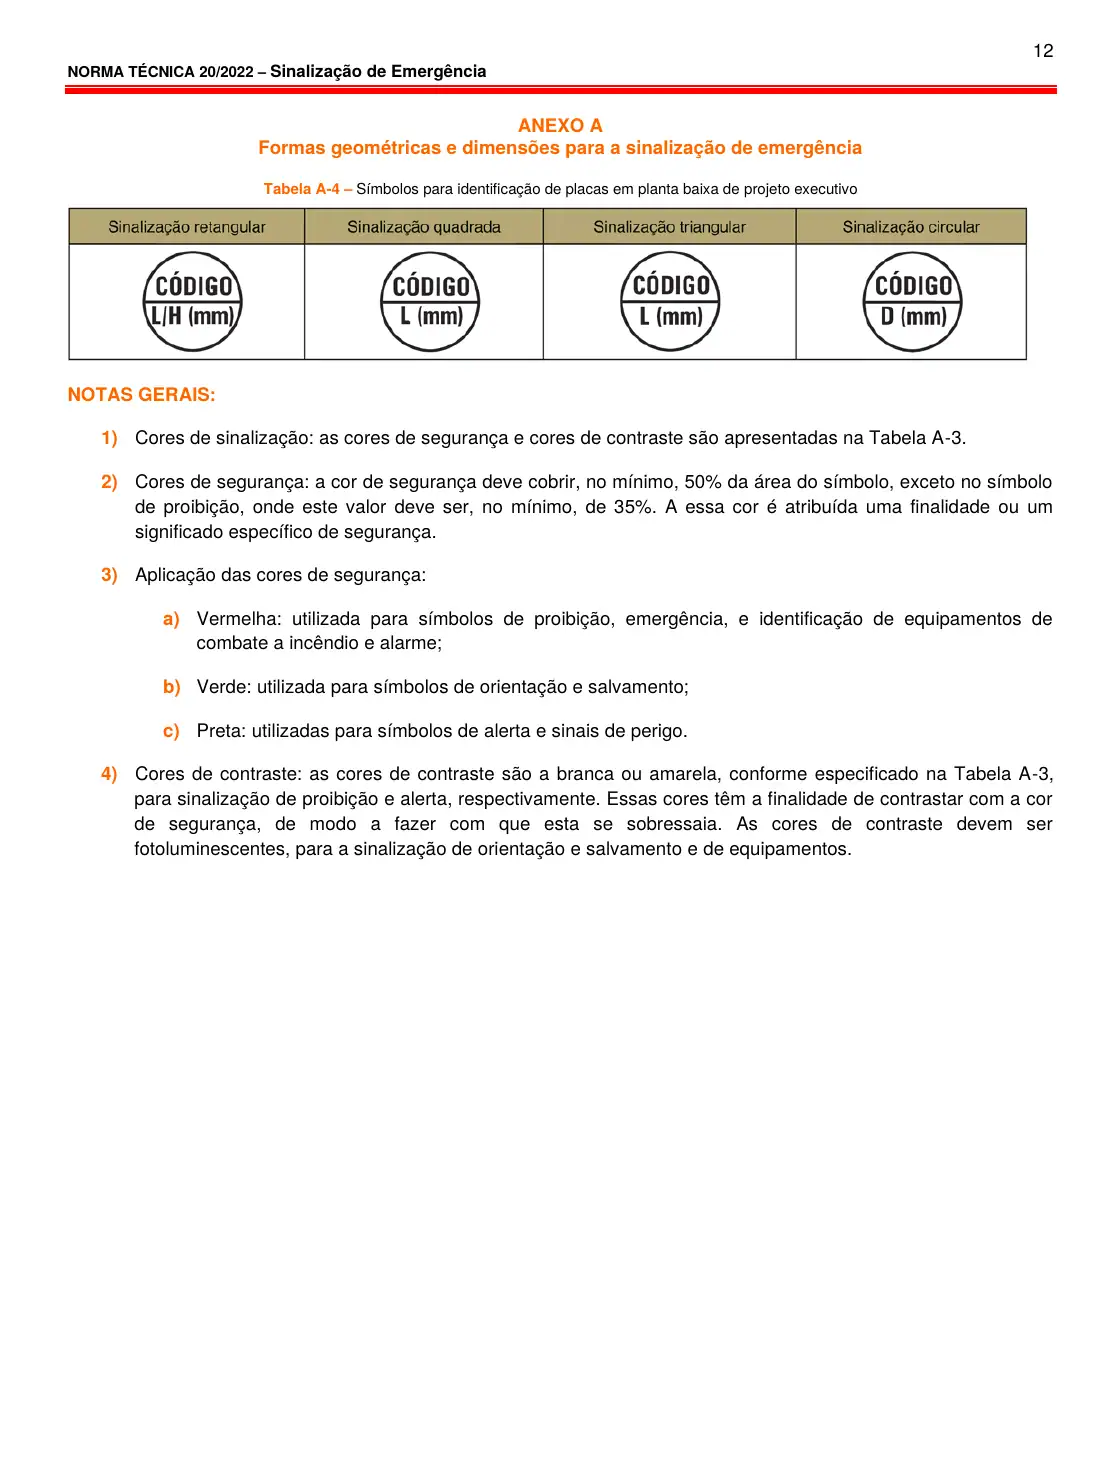 12
NORMA TÉCNICA 20/2022 – Sinalização de Emergência
ANEXO A
Formas geométricas e dimensões para a sinalização de emergência
Tabela A-4 – Símbolos para identificação de placas em planta baixa de projeto executivo
Sinalização retangular Sinalização quadrada Sinalização triangular Sinalização circular
CÓDIGO CÓDIGO CÓDIGO CÓDIGO
L/H (mm) L (mm) L (mm) D (mm)
NOTAS GERAIS:
1) Cores de sinalização: as cores de segurança e cores de contraste são apresentadas na Tabela A-3.
2) Cores de segurança: a cor de segurança deve cobrir, no mínimo, 50% da área do símbolo, exceto no símbolo
de proibição, onde este valor deve ser, no mínimo, de 35%. A essa cor é atribuída uma finalidade ou um
significado específico de segurança.
3) Aplicação das cores de segurança:
a) Vermelha: utilizada para símbolos de proibição, emergência, e identificação de equipamentos de
combate a incêndio e alarme;
b) Verde: utilizada para símbolos de orientação e salvamento;
c) Preta: utilizadas para símbolos de alerta e sinais de perigo.
4) Cores de contraste: as cores de contraste são a branca ou amarela, conforme especificado na Tabela A-3,
para sinalização de proibição e alerta, respectivamente. Essas cores têm a finalidade de contrastar com a cor
de segurança, de modo a fazer com que esta se sobressaia. As cores de contraste devem ser
fotoluminescentes, para a sinalização de orientação e salvamento e de equipamentos.